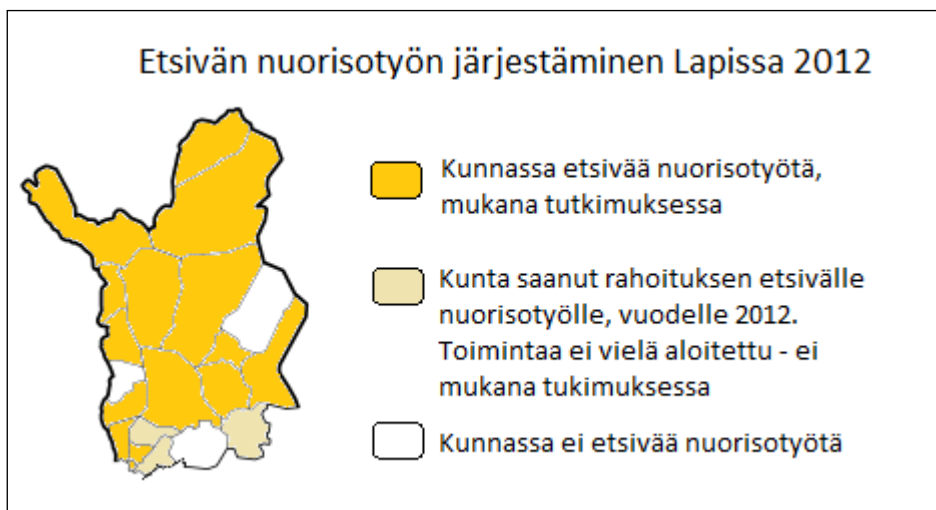 Etsivän nuorisotyön järjestäminen Lapissa 2012
Kunnassa etsivää nuorisotyötä,
mukana tutkimuksessa
Kunta saanut rahoituksen etsivälle
nuorisotyölle, vuodelle 2012.
Toimintaa ei vielä aloitettu - ei
mukana tukimuksessa
Kunnassa ei etsivää nuorisotyötä